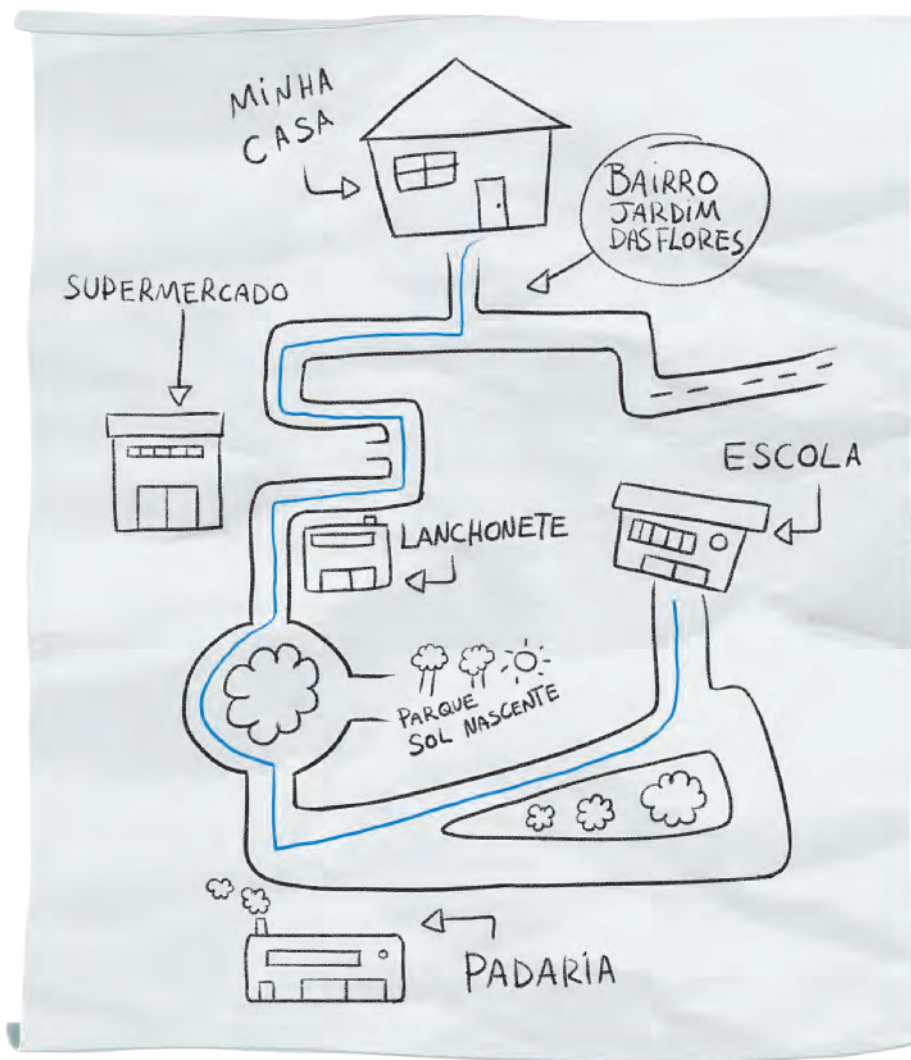 MINHA
CASA
BAIRRO
JARDIM
DAS FLORES
SUPERMERCADO
ESCOLA
LANCHONETE
PARQUE
SOL NASCENTE
PADARIA